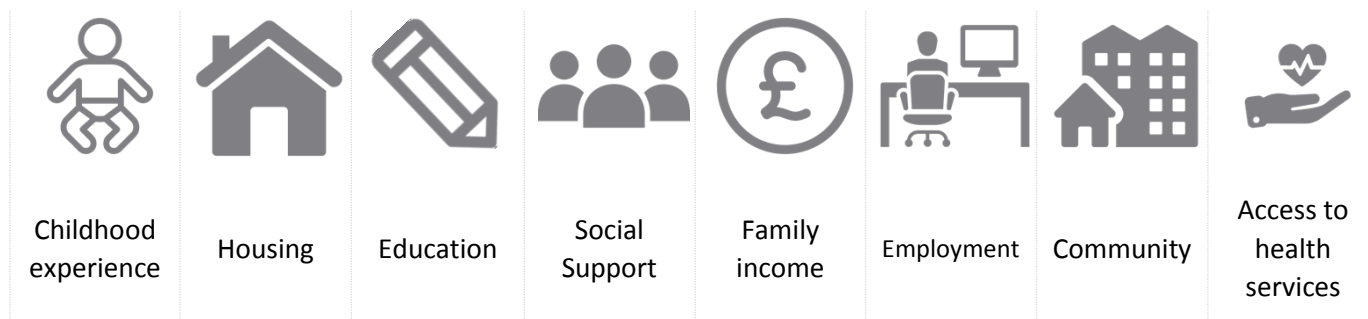 Childhood
experience
Housing
Education
Social
Support
£
Family
income
Employment
Community
Access to
health
services